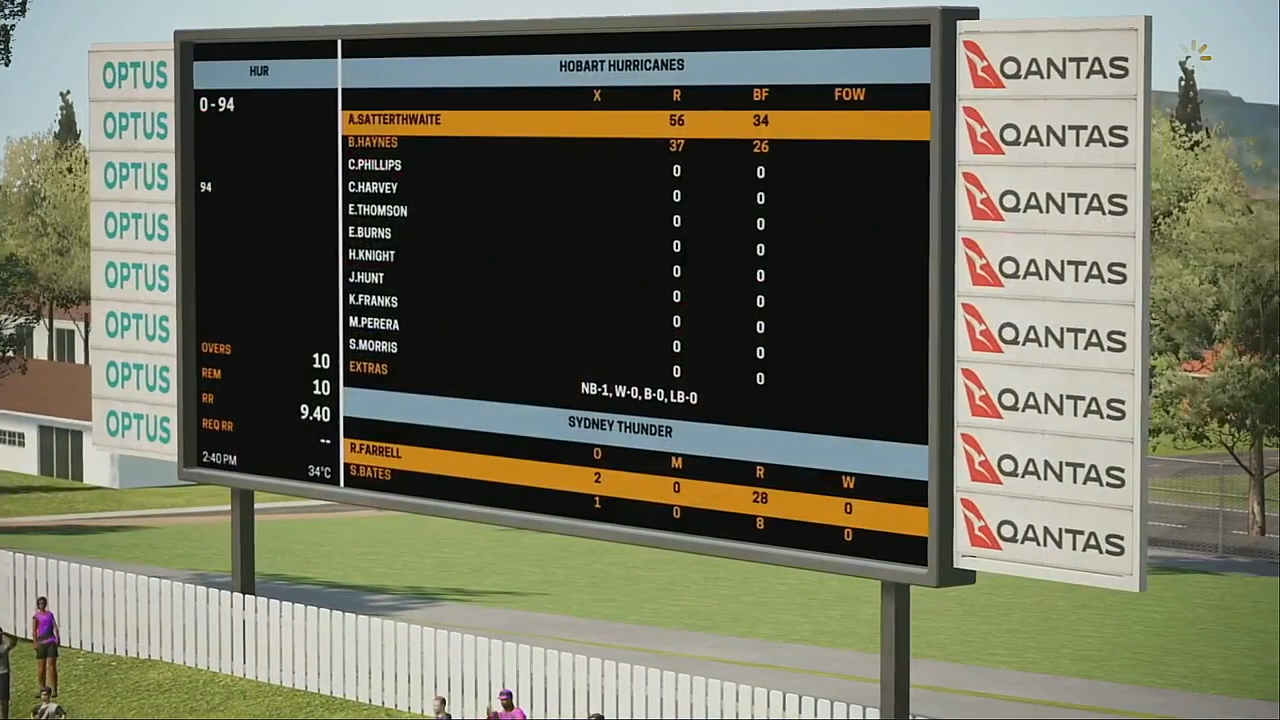 OPTUS
OPTUS
OPTUS
OPTUS
OPTUS
OPTUS
OPTUS
OPTUS
HUR
0-94
94
OVERS 10
REM 10
RR 9.40
REQ RR --
2:40 PM 34°C
HOBART HURRICANES
X R BF FOW
A.SATTERTHWAITE 56 34
B.HAYNES 37 26
C.PHILLIPS 0 0
C.HARVEY 0 0
E.THOMSON 0 0
E.BURNS 0 0
H.KNIGHT 0 0
J.HUNT 0 0
K.FRANKS 0 0
M.PERERA 0 0
S.MORRIS 0 0
EXTRAS
NB-1, W-0, B-0, LB-0
SYDNEY THUNDER
O M R W
R.FARRELL 2 0 28 0
S.BATES 1 0 8 0
QANTAS
QANTAS
QANTAS
QANTAS
QANTAS
QANTAS
QANTAS
QANTAS